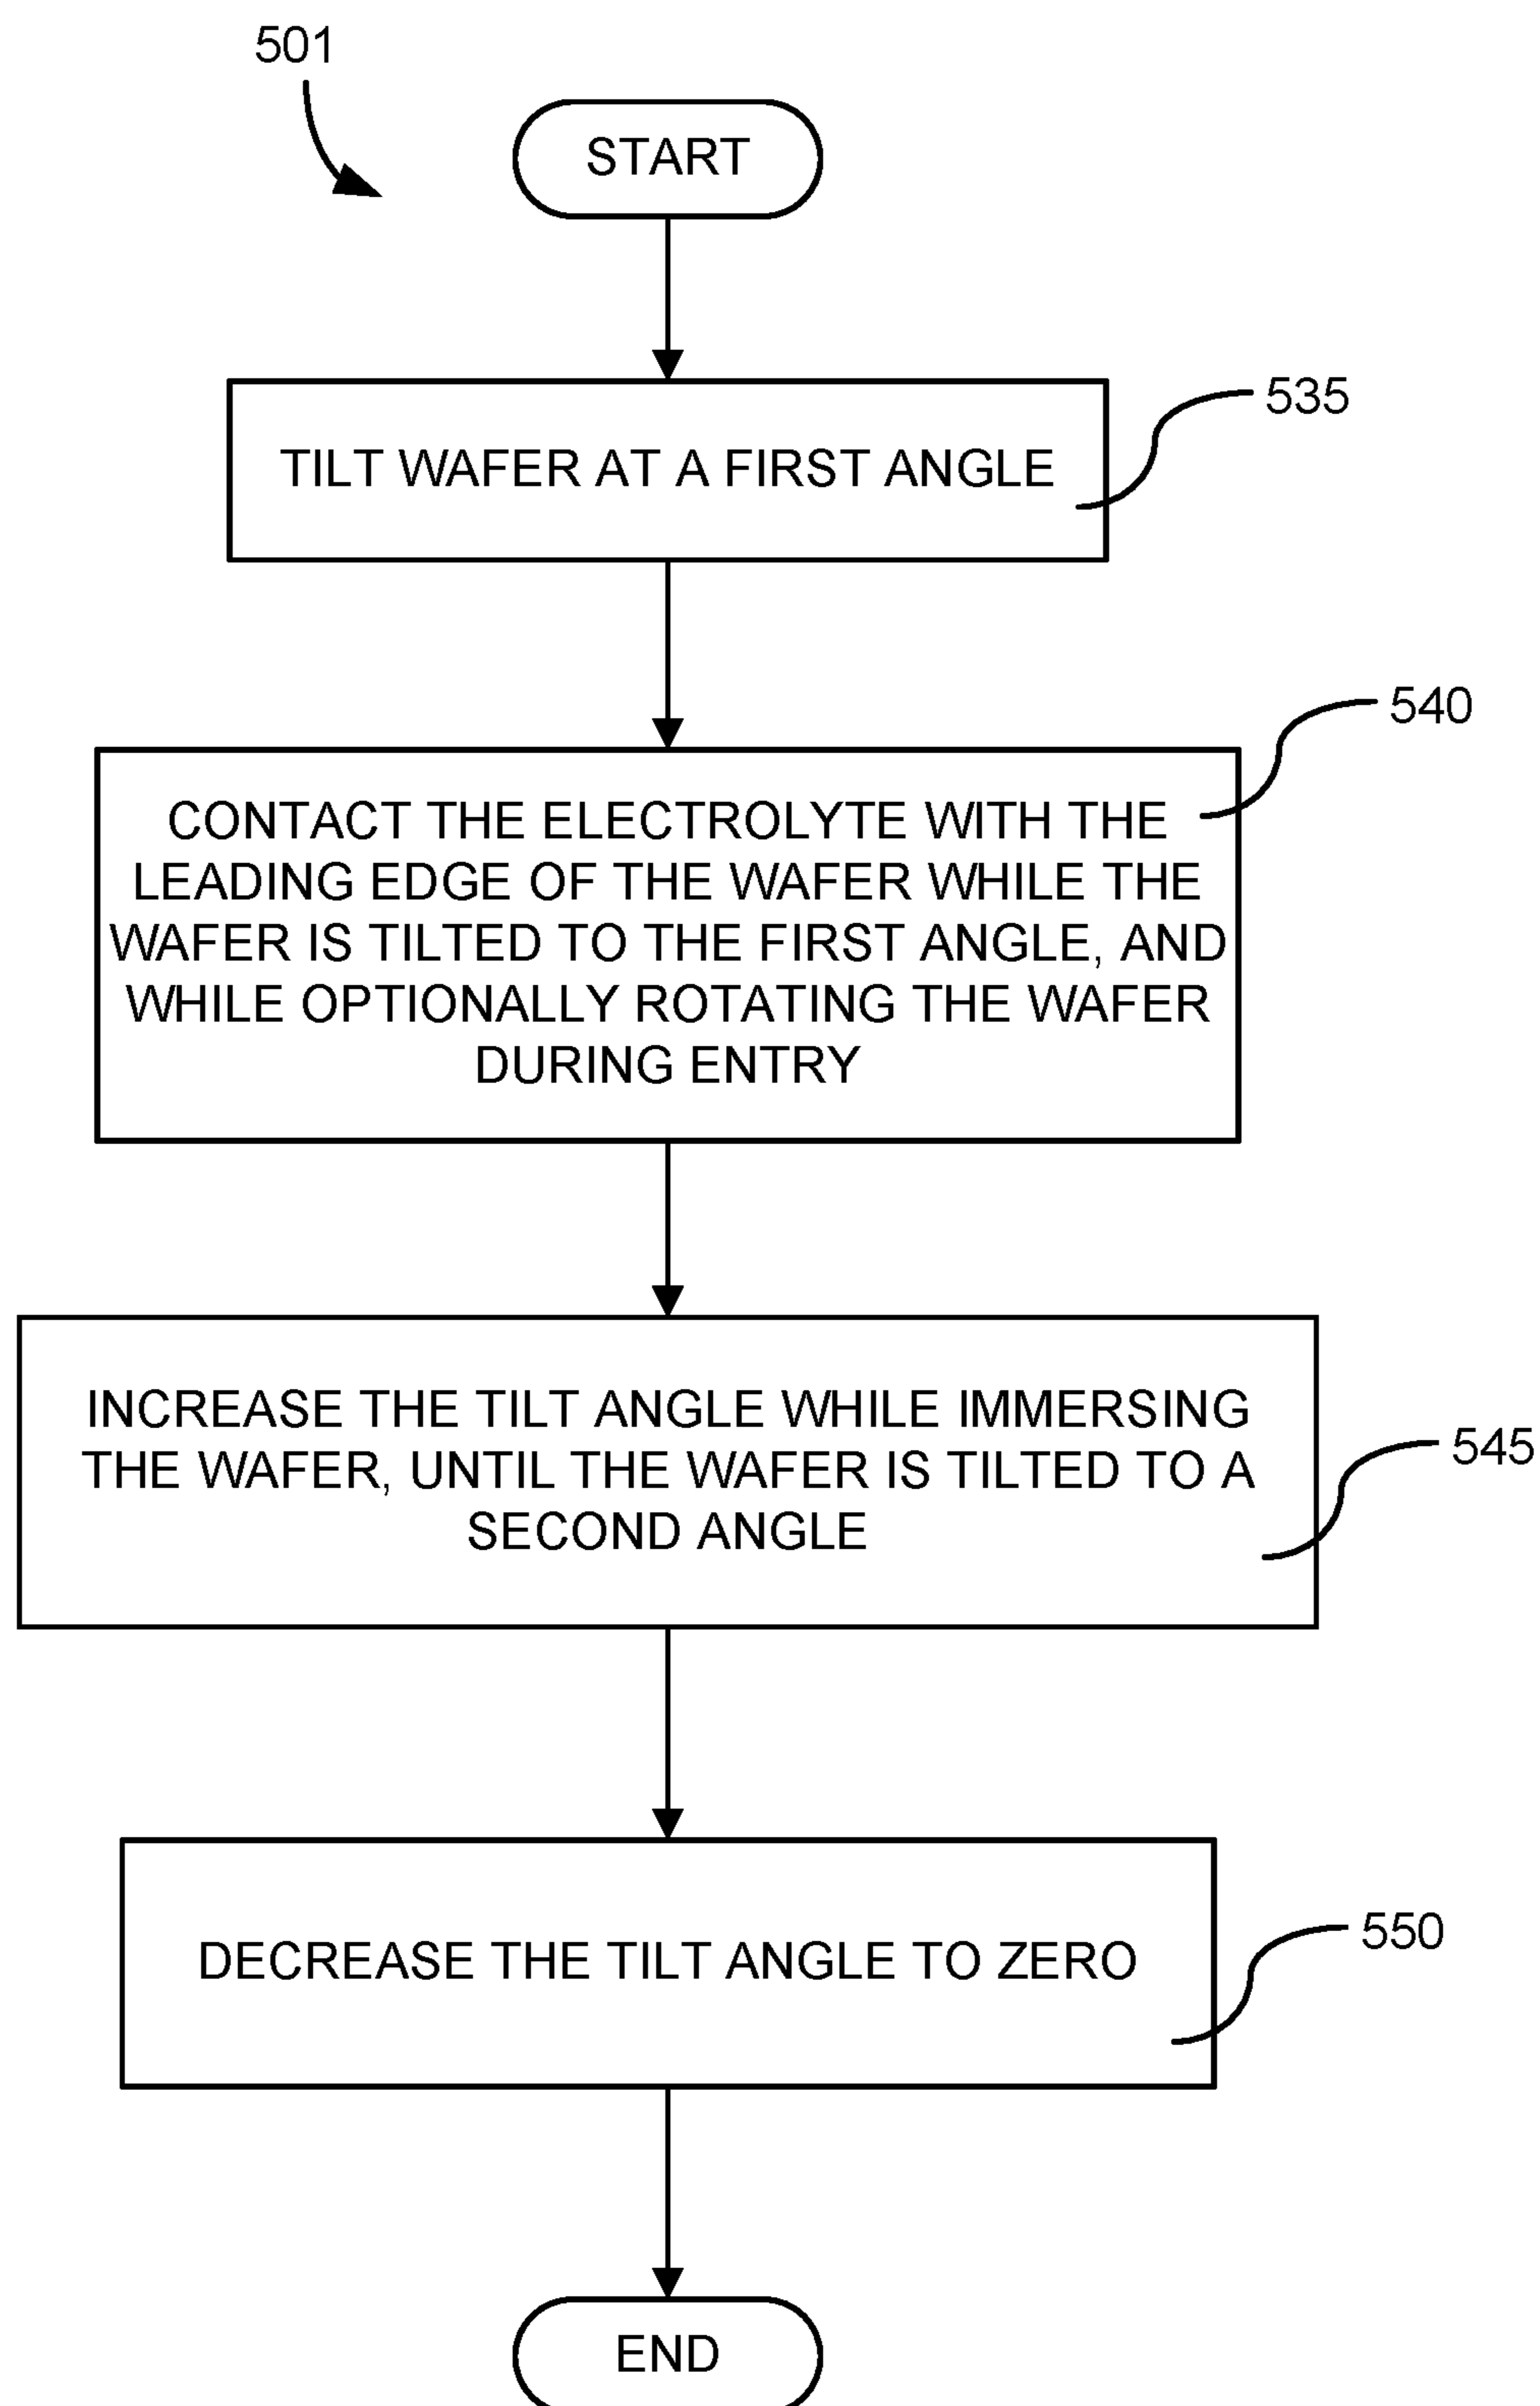 501
START
535
TILT WAFER AT A FIRST ANGLE
540
CONTACT THE ELECTROLYTE WITH THE
LEADING EDGE OF THE WAFER WHILE THE
WAFER IS TILTED TO THE FIRST ANGLE, AND
WHILE OPTIONALLY ROTATING THE WAFER
DURING ENTRY
INCREASE THE TILT ANGLE WHILE IMMERSING
545
THE WAFER, UNTIL THE WAFER IS TILTED TO A
SECOND ANGLE
550
DECREASE THE TILT ANGLE TO ZERO
END